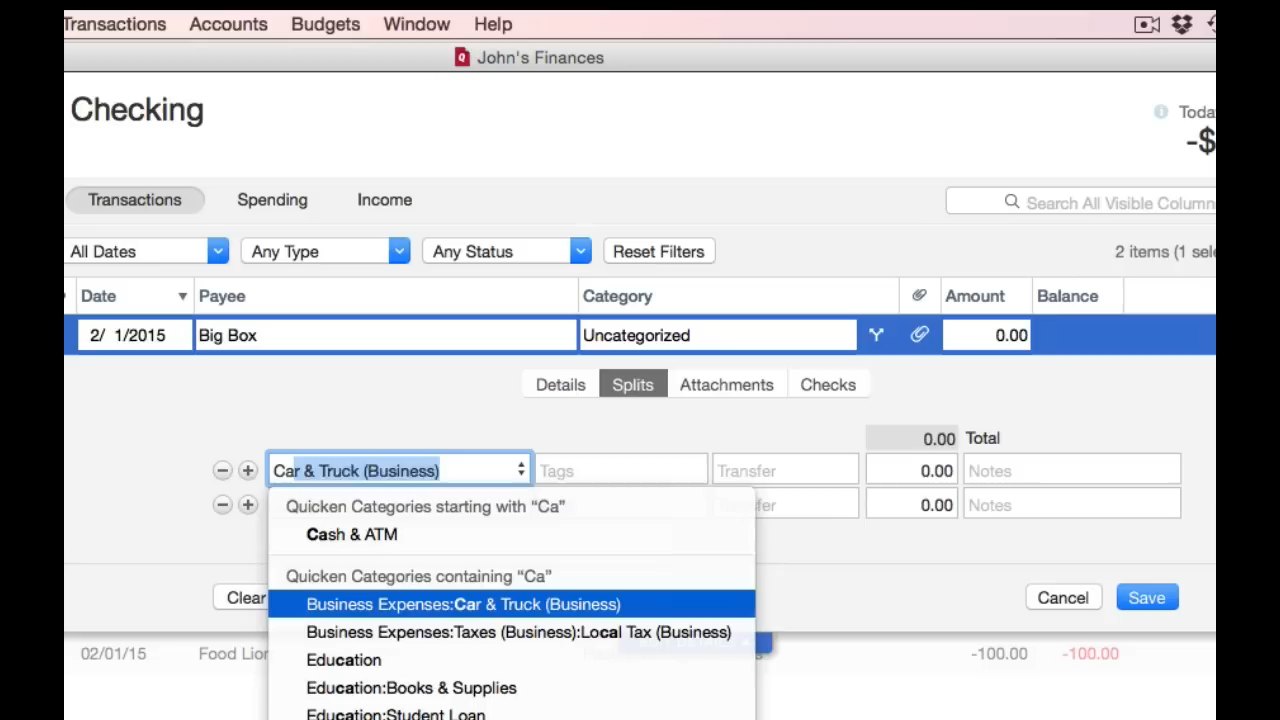 Transactions Accounts Budgets Window Help
John's Finances
Checking
Today
-$
Transactions Spending Income
Search All Visible Column
All Dates Any Type Any Status Reset Filters 2 items (1 sele
Date Payee Category Amount Balance
2/ 1/2015 Big Box Uncategorized 0.00
Details Splits Attachments Checks
0.00 Total
Car & Truck (Business) Tags Transfer 0.00 Notes
0.00 Notes
Quicken Categories starting with “Ca”
Cash & ATM
Quicken Categories containing “Ca”
Clear Business Expenses:Car & Truck (Business) Cancel Save
Business Expenses:Taxes (Business):Local Tax (Business)
02/01/15 Food Lion -100.00 -100.00
Education
Education:Books & Supplies
Education:Student Loan